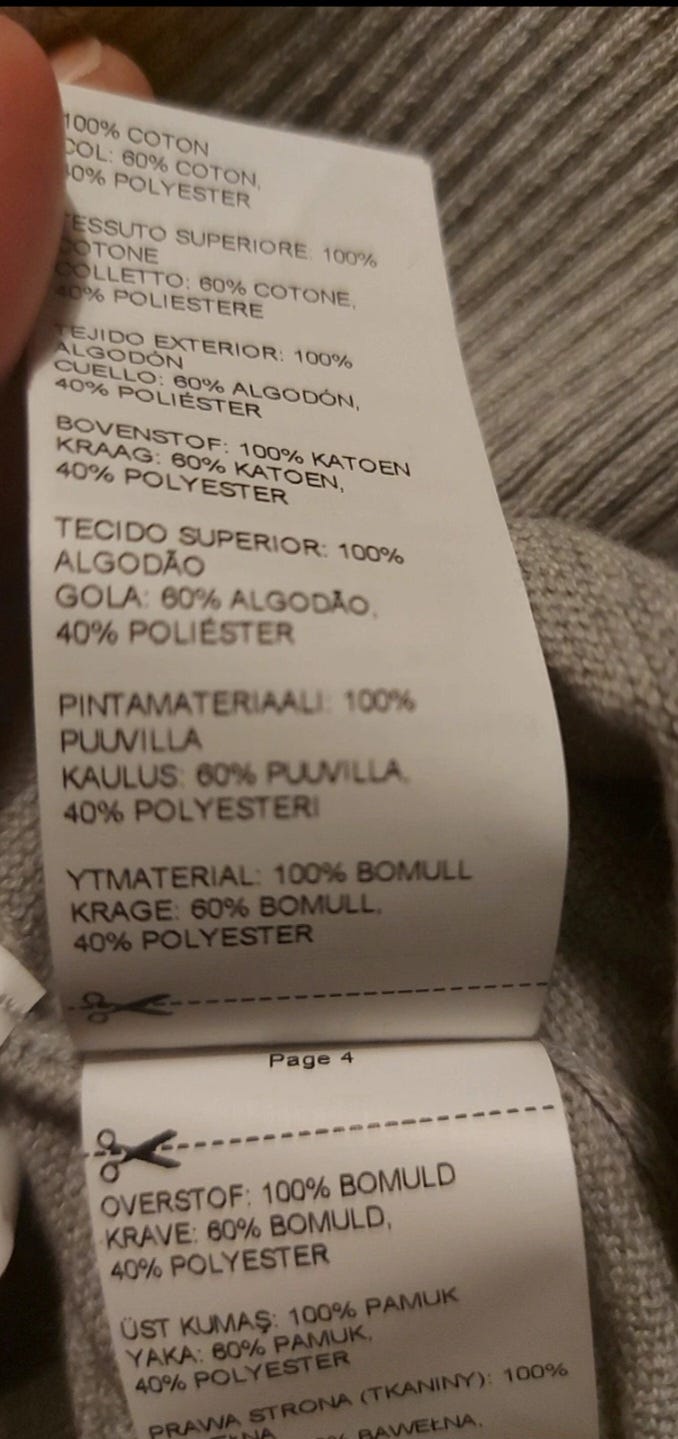 100% COTON
COL: 60% COTON,
40% POLYESTER
TESSUTO SUPERIORE: 100%
COTONE
COLLETTO: 60% COTONE,
40% POLIESTERE
TEJIDO EXTERIOR: 100%
ALGODÓN
CUELLO: 60% ALGODÓN,
40% POLIÉSTER
BOVENSTOF: 100% KATOEN
KRAAG: 60% KATOEN,
40% POLYESTER
TECIDO SUPERIOR: 100%
ALGODÃO
GOLA: 60% ALGODÃO,
40% POLIÉSTER
PINTAMATERIAALI: 100%
PUUVILLA
KAULUS: 60% PUUVILLA,
40% POLYESTERI
YTMATERIAL: 100% BOMULL
KRAGE: 60% BOMULL,
40% POLYESTER
Page 4
OVERSTOF: 100% BOMULD
KRAVE: 60% BOMULD,
40% POLYESTER
ÜST KUMAŞ: 100% PAMUK
YAKA: 60% PAMUK,
40% POLYESTER
PRAWA STRONA (TKANINY): 100%
BAWEŁNA,